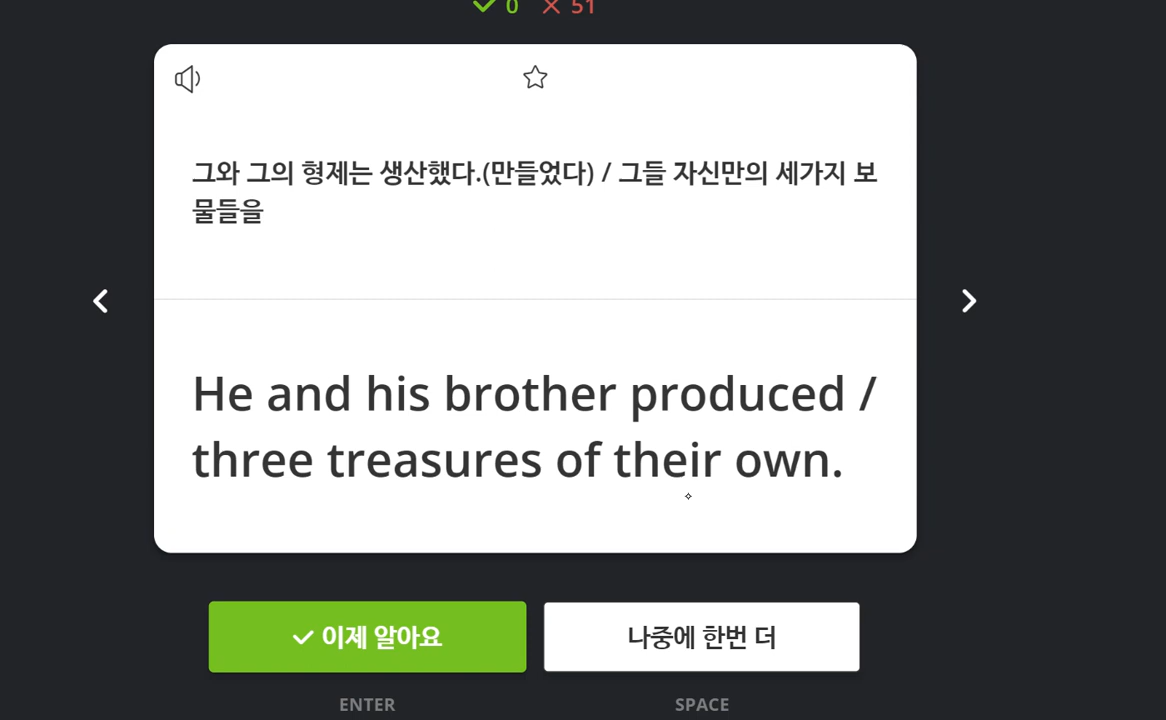 0 51
그와 그의 형제는 생산했다.(만들었다) / 그들 자신만의 세가지 보
물들을
He and his brother produced /
three treasures of their own.
이제 알아요 나중에 한번 더
ENTER SPACE